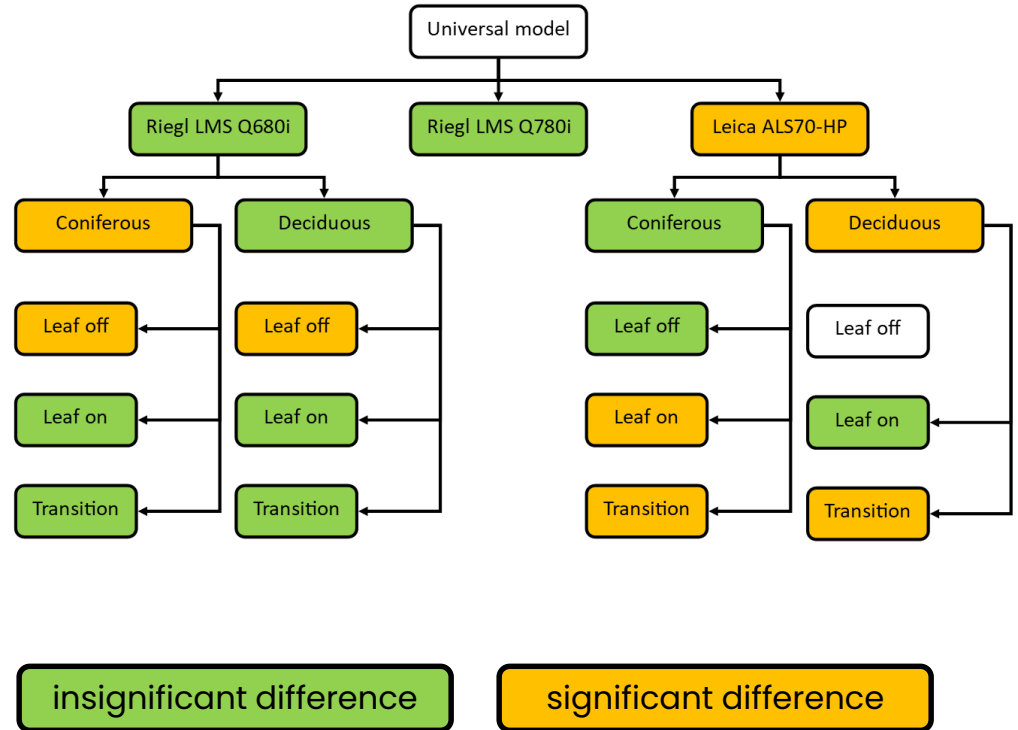 Universal model
Riegl LMS Q680i
Riegl LMS Q780i
Leica ALS70-HP
Coniferous
Deciduous
Coniferous
Deciduous
Leaf off
Leaf off
Leaf off
Leaf off
Leaf on
Leaf on
Leaf on
Leaf on
Transition
Transition
Transition
Transition
insignificant difference
significant difference